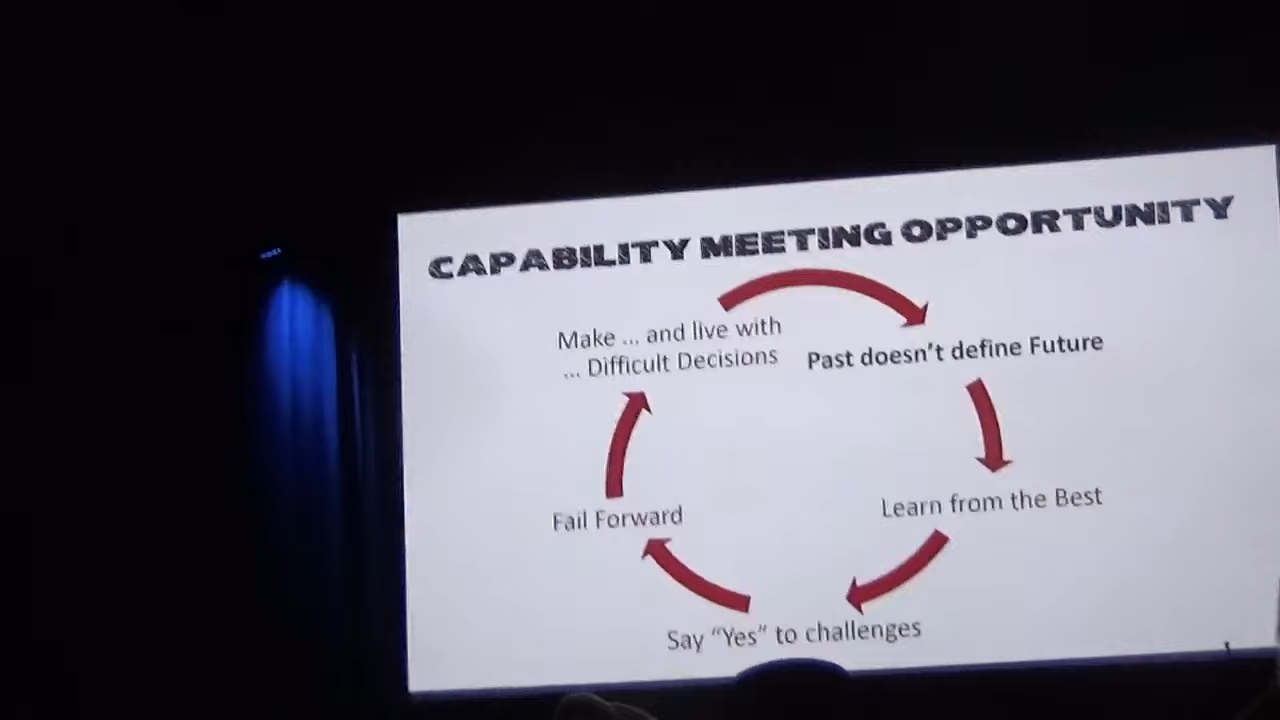 CAPABILITY MEETING OPPORTUNITY
Make ... and live with
... Difficult Decisions
Past doesn't define Future
Learn from the Best
Fail Forward
Say “Yes” to challenges